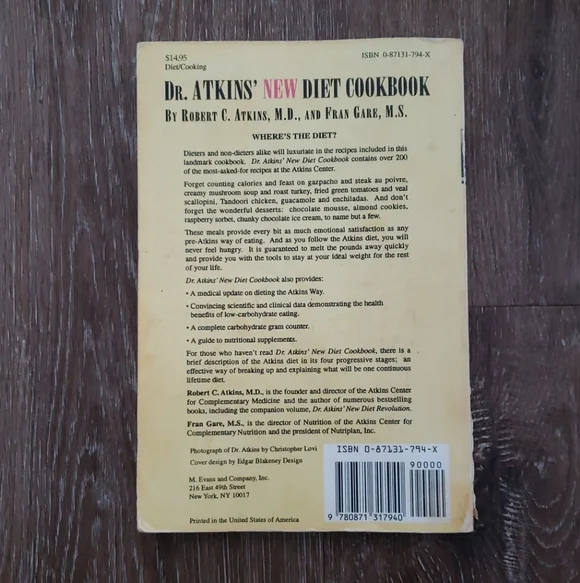 $14.95
ISBN 0-87131-794-X
Diet/Cooking
DR. ATKINS' NEW DIET COOKBOOK
BY ROBERT C. ATKINS, M.D., AND FRAN GARE, M.S.
WHERE'S THE DIET?
Dieters and non-dieters alike will luxuriate in the recipes included in this
landmark cookbook. Dr. Atkins' New Diet Cookbook contains over 200
of the most-asked-for recipes at the Atkins Center.
Forget counting calories and feast on gazpacho and steak au poivre,
creamy mushroom soup and roast turkey, fried green tomatoes and veal
scallopini, Tandoori chicken, guacamole and enchiladas. And don't
forget the wonderful desserts: chocolate mousse, almond cookies,
raspberry sorbet, chunky chocolate ice cream, to name but a few.
These meals provide every bit as much emotional satisfaction as any
pre-Atkins way of eating. And as you follow the Atkins diet, you will
never feel hungry. It is guaranteed to melt the pounds away quickly
and provide you with the tools to stay at your ideal weight for the rest
of your life.
Dr. Atkins' New Diet Cookbook also provides:
• A medical update on dieting the Atkins Way.
• Convincing scientific and clinical data demonstrating the health
benefits of low-carbohydrate eating.
• A complete carbohydrate gram counter.
• A guide to nutritional supplements.
For those who haven't read Dr. Atkins' New Diet Cookbook, there is a
brief description of the Atkins diet in its four progressive stages; an
effective way of breaking up and explaining what will be one continuous
lifetime diet.
Robert C. Atkins, M.D., is the founder and director of the Atkins Center
for Complementary Medicine and the author of numerous bestselling
books, including the companion volume, Dr. Atkins' New Diet Revolution.
Fran Gare, M.S., is the director of Nutrition of the Atkins Center for
Complementary Nutrition and the president of Nutriplan, Inc.
Photograph of Dr. Atkins by Christopher Lovi
Cover design by Edgar Blakeney Design
M. Evans and Company, Inc.
216 East 49th Street
New York, NY 10017
Printed in the United States of America
ISBN 0-87131-794-X
90000
9 780871 317940